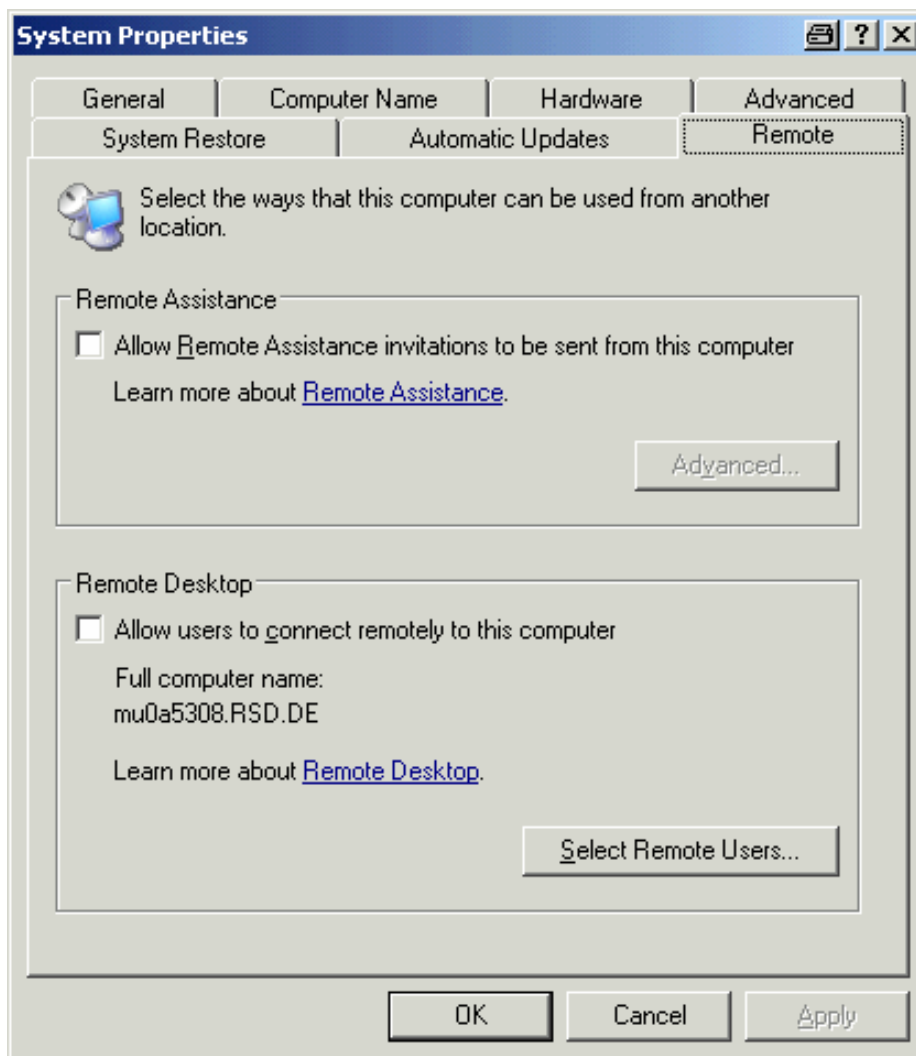 System Properties
General
Computer Name
Hardware
Advanced
System Restore
Automatic Updates
Remote
Select the ways that this computer can be used from another
location.
Remote Assistance
Allow Remote Assistance invitations to be sent from this computer
Learn more about Remote Assistance.
Advanced...
Remote Desktop
Allow users to connect remotely to this computer
Full computer name:
mu0a5308.RSD.DE
Learn more about Remote Desktop.
Select Remote Users...
OK
Cancel
Apply